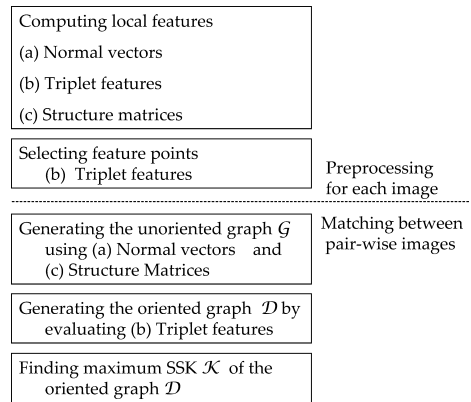 Computing local features
(a) Normal vectors
(b) Triplet features
(c) Structure matrices
Selecting feature points
(b) Triplet features
Preprocessing
for each image
Matching between
pair-wise images
Generating the unoriented graph 𝒢
using (a) Normal vectors and
(c) Structure Matrices
Generating the oriented graph 𝒟 by
evaluating (b) Triplet features
Finding maximum SSK 𝒦 of the
oriented graph 𝒟